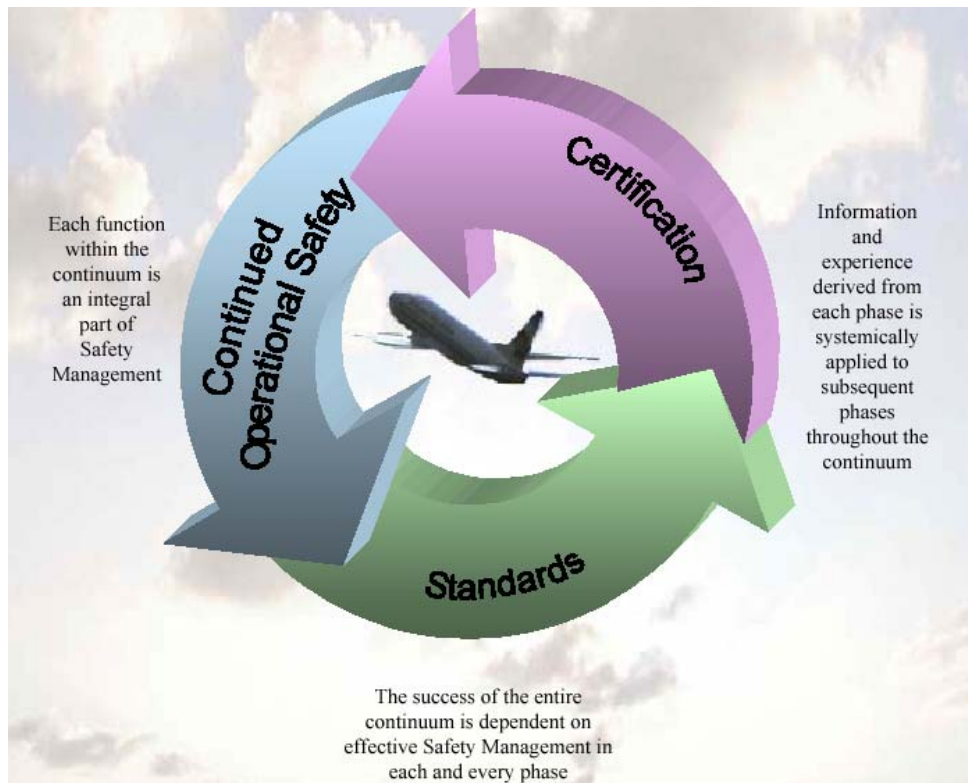 Certification
Continued
Operational Safety
Standards
Each function
within the
continuum is
an integral
part of
Safety
Management
Information
and
experience
derived from
each phase is
systemically
applied to
subsequent
phases
throughout the
continuum
The success of the entire
continuum is dependent on
effective Safety Management in
each and every phase